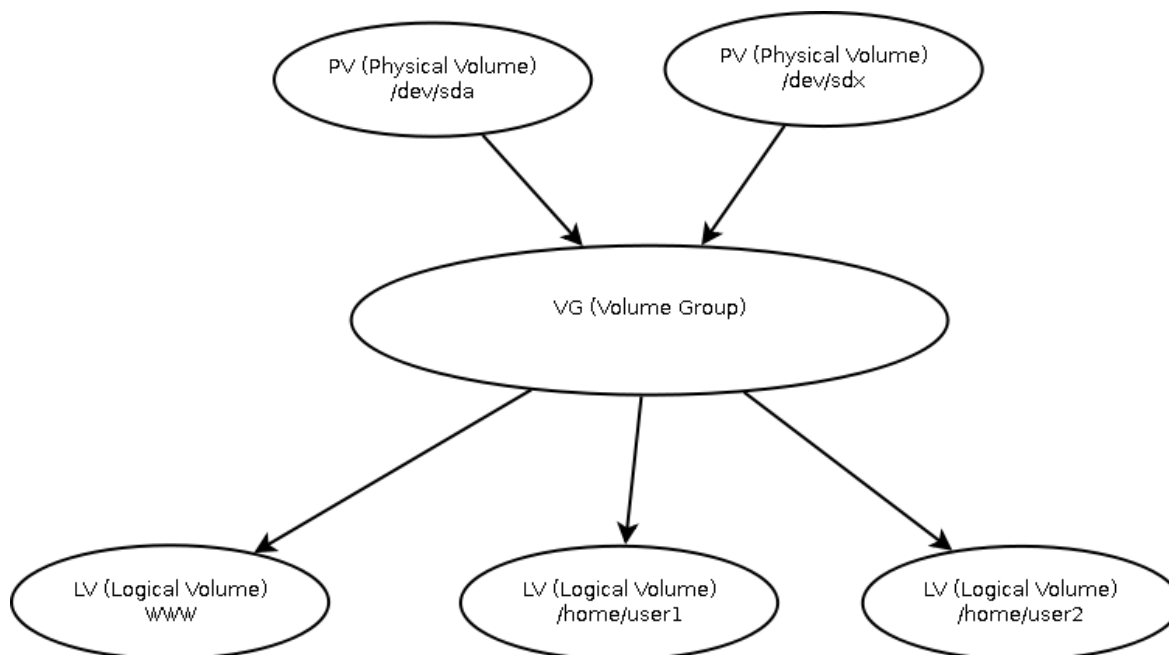 PV (Physical Volume)
/dev/sda
PV (Physical Volume)
/dev/sdx
VG (Volume Group)
LV (Logical Volume)
WWW
LV (Logical Volume)
/home/user1
LV (Logical Volume)
/home/user2